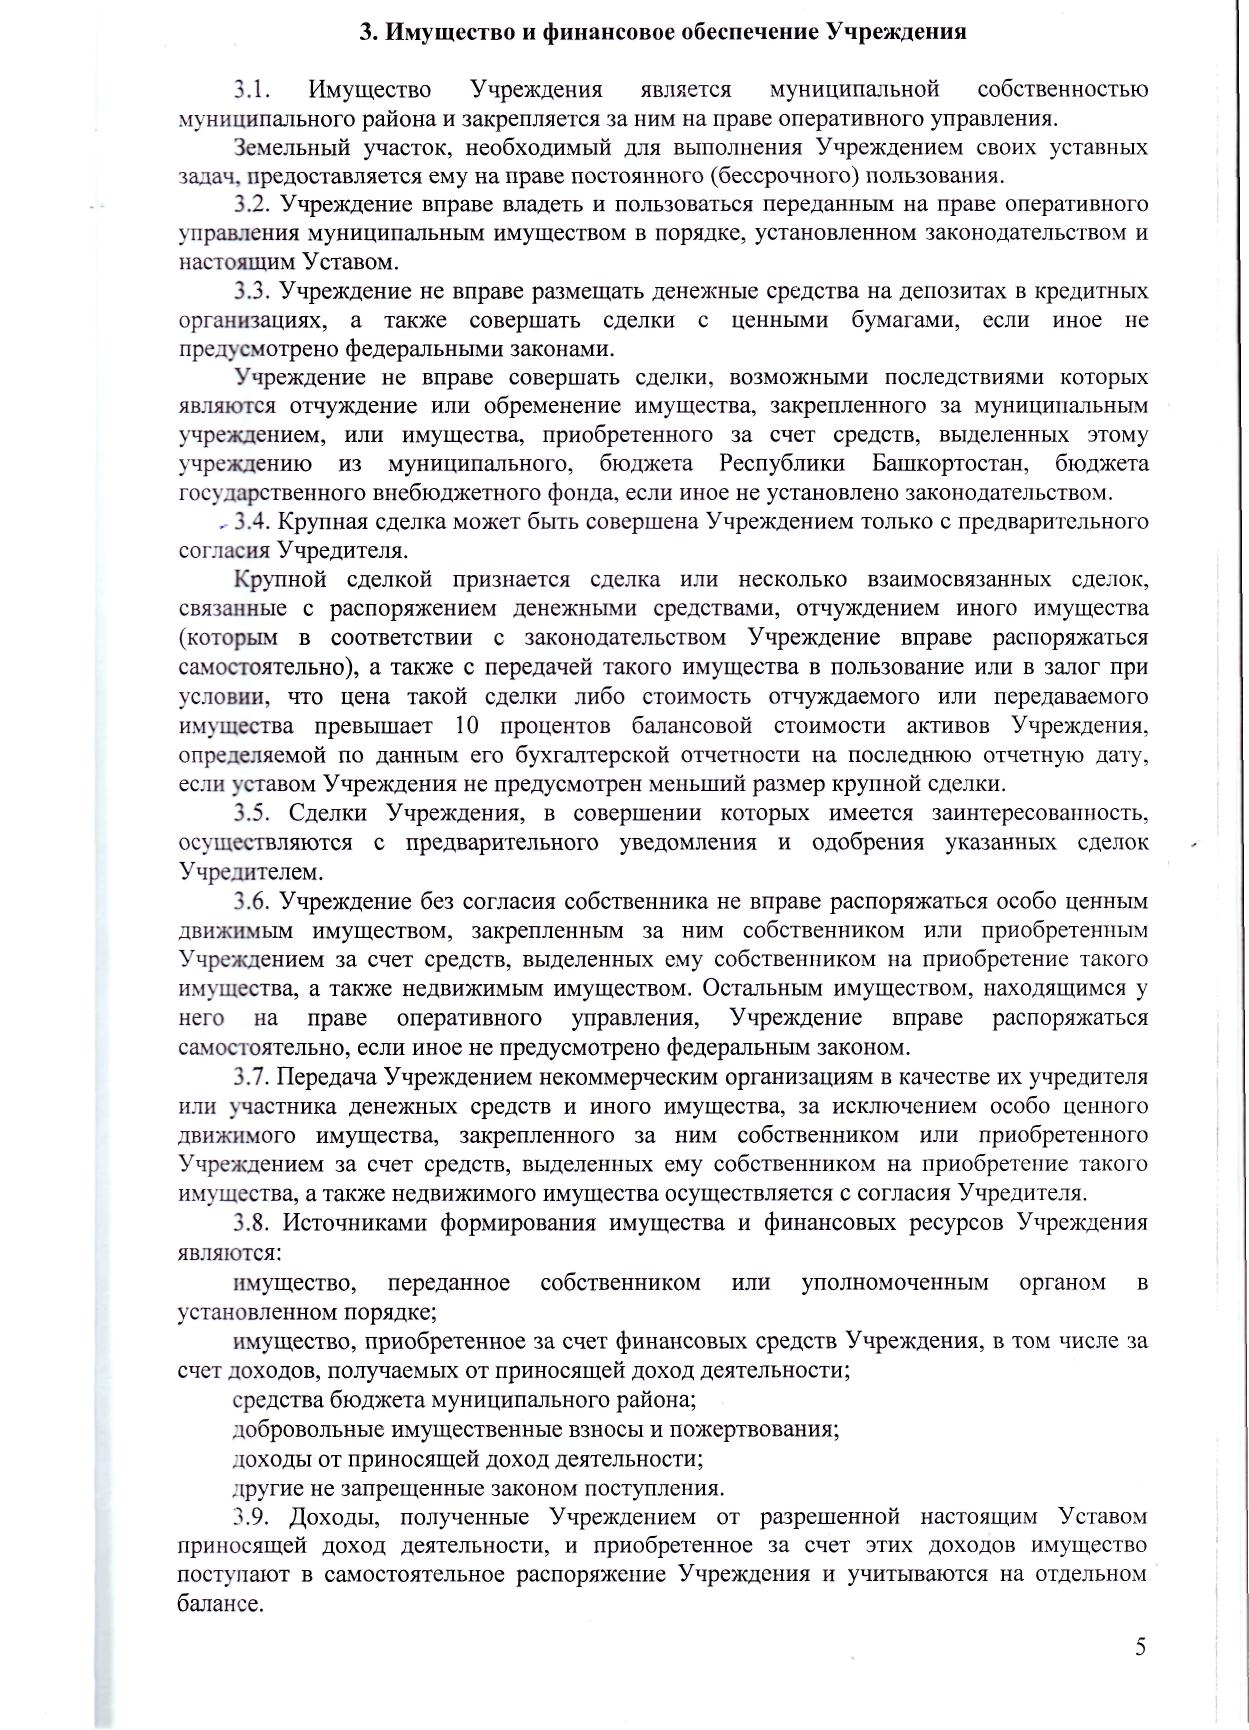 3. Имущество и финансовое обеспечение Учреждения
3.1. Имущество Учреждения является муниципальной собственностью
муниципального района и закрепляется за ним на праве оперативного управления.
Земельный участок, необходимый для выполнения Учреждением своих уставных
задач, предоставляется ему на праве постоянного (бессрочного) пользования.
3.2. Учреждение вправе владеть и пользоваться переданным на праве оперативного
управления муниципальным имуществом в порядке, установленном законодательством и
настоящим Уставом.
3.3. Учреждение не вправе размещать денежные средства на депозитах в кредитных
организациях, а также совершать сделки с ценными бумагами, если иное не
предусмотрено федеральными законами.
Учреждение не вправе совершать сделки, возможными последствиями которых
являются отчуждение или обременение имущества, закрепленного за муниципальным
учреждением, или имущества, приобретенного за счет средств, выделенных этому
учреждению из муниципального, бюджета Республики Башкортостан, бюджета
государственного внебюджетного фонда, если иное не установлено законодательством.
3.4. Крупная сделка может быть совершена Учреждением только с предварительного
согласия Учредителя.
Крупной сделкой признается сделка или несколько взаимосвязанных сделок,
связанные с распоряжением денежными средствами, отчуждением иного имущества
(которым в соответствии с законодательством Учреждение вправе распоряжаться
самостоятельно), а также с передачей такого имущества в пользование или в залог при
условии, что цена такой сделки либо стоимость отчуждаемого или передаваемого
имущества превышает 10 процентов балансовой стоимости активов Учреждения,
определяемой по данным его бухгалтерской отчетности на последнюю отчетную дату,
если уставом Учреждения не предусмотрен меньший размер крупной сделки.
3.5. Сделки Учреждения, в совершении которых имеется заинтересованность,
осуществляются с предварительного уведомления и одобрения указанных сделок
Учредителем.
3.6. Учреждение без согласия собственника не вправе распоряжаться особо ценным
движимым имуществом, закрепленным за ним собственником или приобретенным
Учреждением за счет средств, выделенных ему собственником на приобретение такого
имущества, а также недвижимым имуществом. Остальным имуществом, находящимся у
него на праве оперативного управления, Учреждение вправе распоряжаться
самостоятельно, если иное не предусмотрено федеральным законом.
3.7. Передача Учреждением некоммерческим организациям в качестве их учредителя
или участника денежных средств и иного имущества, за исключением особо ценного
движимого имущества, закрепленного за ним собственником или приобретенного
Учреждением за счет средств, выделенных ему собственником на приобретение такого
имущества, а также недвижимого имущества осуществляется с согласия Учредителя.
3.8. Источниками формирования имущества и финансовых ресурсов Учреждения
являются:
имущество, переданное собственником или уполномоченным органом в
установленном порядке;
имущество, приобретенное за счет финансовых средств Учреждения, в том числе за
счет доходов, получаемых от приносящей доход деятельности;
средства бюджета муниципального района;
добровольные имущественные взносы и пожертвования;
доходы от приносящей доход деятельности;
другие не запрещенные законом поступления.
3.9. Доходы, полученные Учреждением от разрешенной настоящим Уставом
приносящей доход деятельности, и приобретенное за счет этих доходов имущество
поступают в самостоятельное распоряжение Учреждения и учитываются на отдельном
балансе.
5